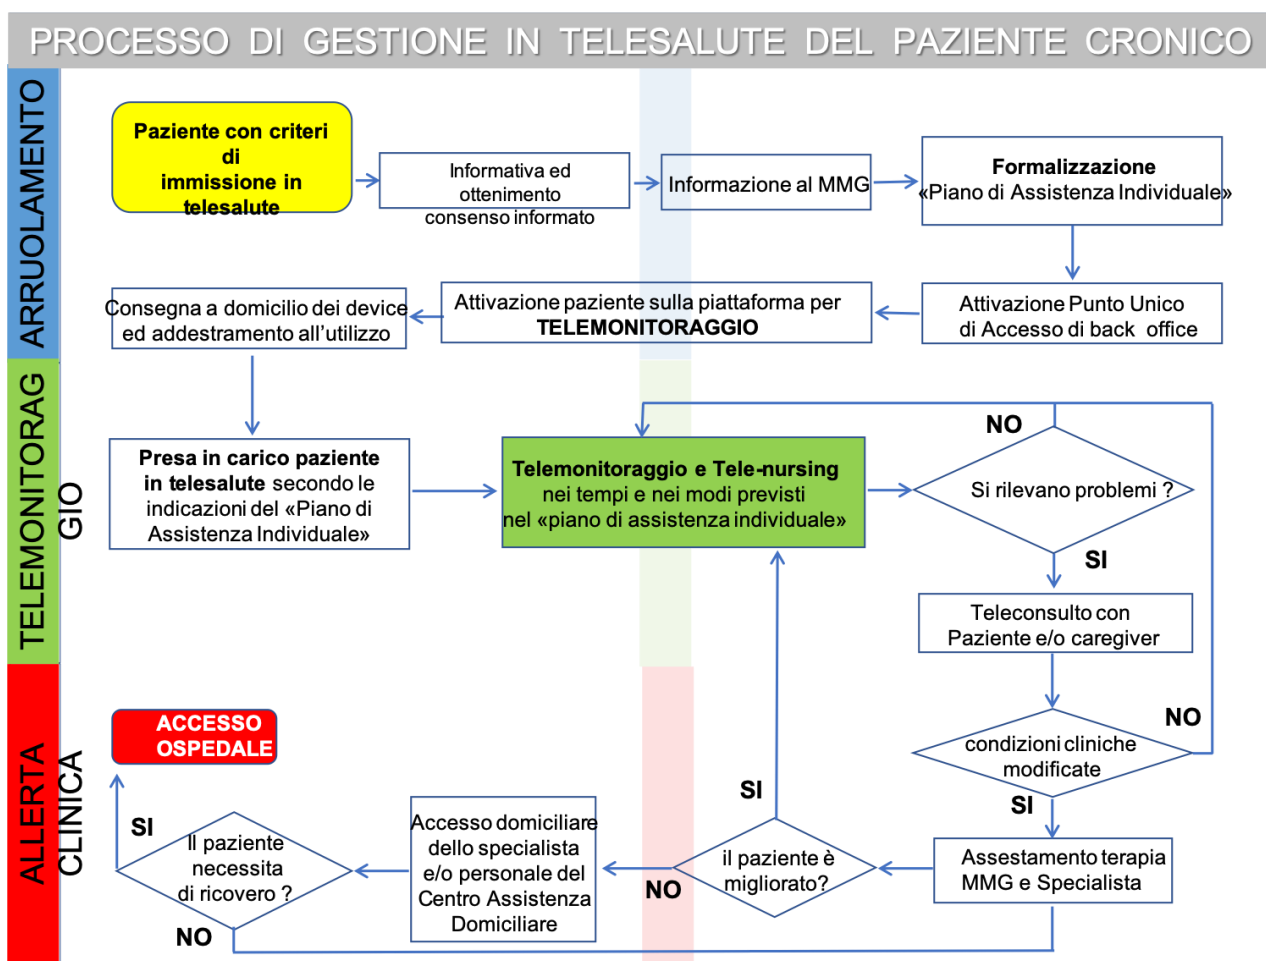 PROCESSO DI GESTIONE IN TELESALUTE DEL PAZIENTE CRONICO
ARRUOLAMENTO
Paziente con criteri
di
immissione in
telesalute
Informativa ed
ottenimento
consenso informato
Informazione al MMG
Formalizzazione
«Piano di Assistenza Individuale»
Consegna a domicilio dei device
ed addestramento all'utilizzo
Attivazione paziente sulla piattaforma per
TELEMONITORAGGIO
Attivazione Punto Unico
di Accesso di back office
TELEMONITORAG
GIO
Presa in carico paziente
in telesalute secondo le
indicazioni del «Piano di
Assistenza Individuale»
Telemonitoraggio e Tele-nursing
nei tempi e nei modi previsti
nel «piano di assistenza individuale»
NO
Si rilevano problemi ?
SI
Teleconsulto con
Paziente e/o caregiver
ALLERTA
CLINICA
NO
condizioni cliniche
modificate
SI
Assestamento terapia
MMG e Specialista
SI
il paziente è
migliorato?
NO
Accesso domiciliare
dello specialista
e/o personale del
Centro Assistenza
Domiciliare
Il paziente
necessita
di ricovero ?
SI
NO
ACCESSO
OSPEDALE